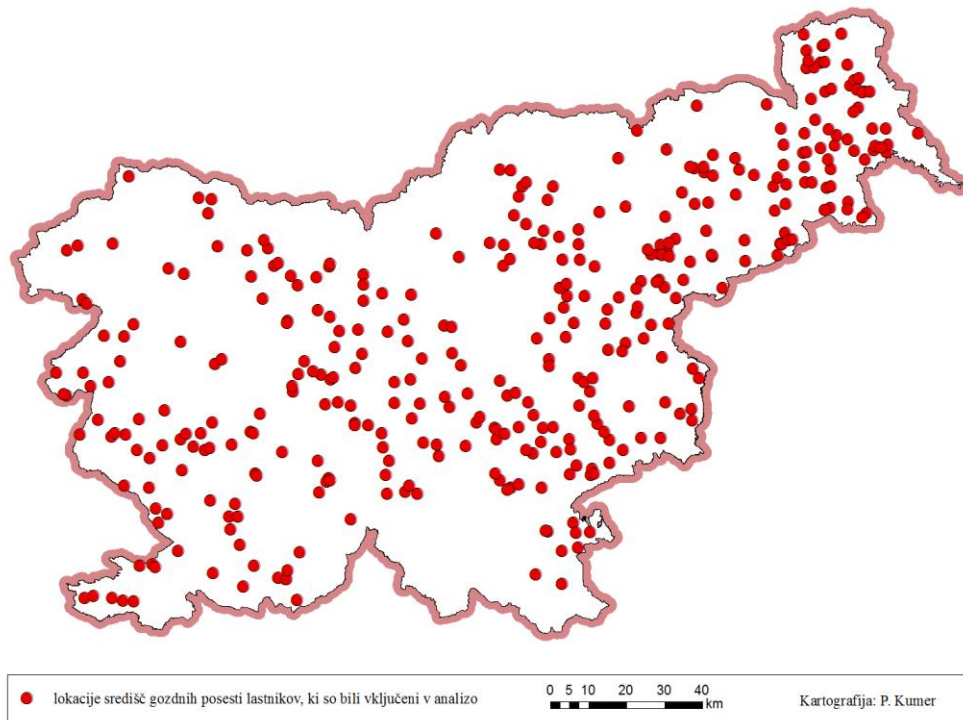 lokacije središč gozdnih posesti lastnikov, ki so bili vključeni v analizo
0 5 10 20 30 40
km
Kartografija: P. Kumer